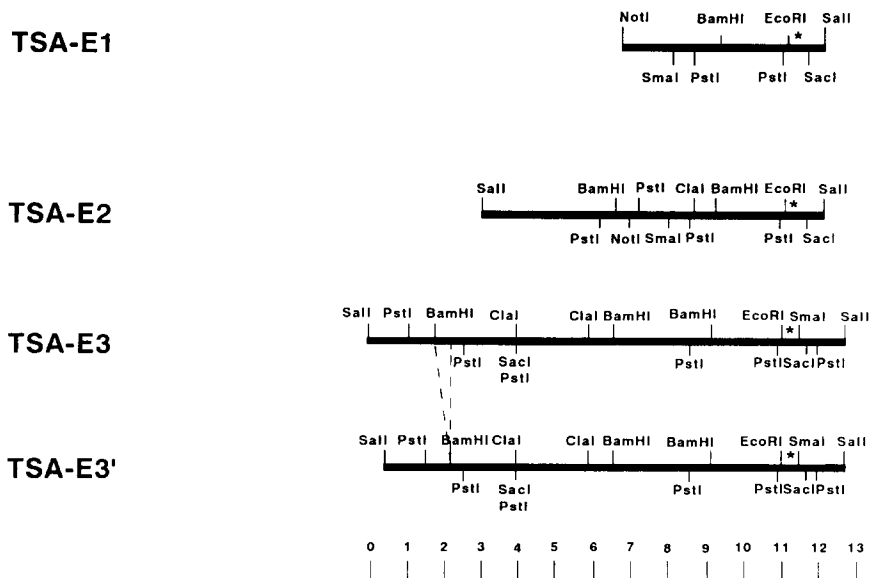 NotI BamHI EcoRI SalI
TSA-E1 *
SmaI PstI PstI SacI
SalI BamHI PstI ClaI BamHI EcoRI SalI
TSA-E2 *
PstI NotI SmaI PstI PstI SacI
SalI PstI BamHI ClaI ClaI BamHI BamHI EcoRI SmaI SalI
TSA-E3 *
PstI SacI PstI PstI SacI PstI
PstI
SalI PstI BamHI ClaI ClaI BamHI BamHI EcoRI SmaI SalI
TSA-E3' *
PstI SacI PstI PstI SacI PstI
PstI
0 1 2 3 4 5 6 7 8 9 10 11 12 13